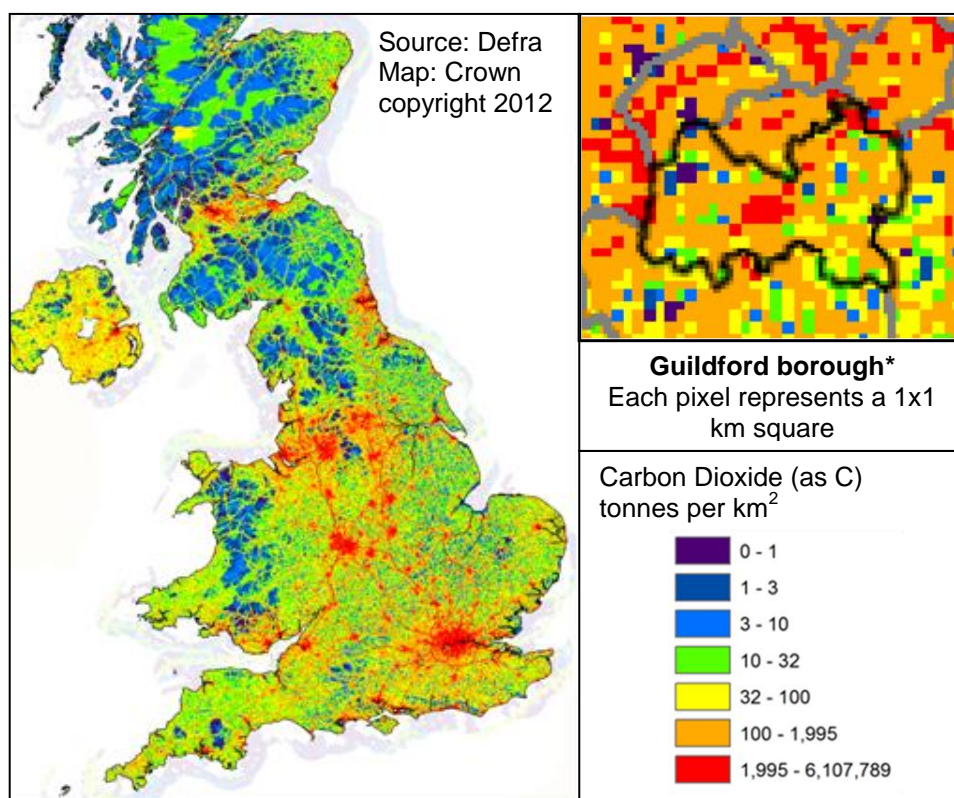 Source: Defra
Map: Crown
copyright 2012
Guildford borough*
Each pixel represents a 1x1
km square
Carbon Dioxide (as C)
tonnes per km²
0 - 1
1 - 3
3 - 10
10 - 32
32 - 100
100 - 1,995
1,995 - 6,107,789